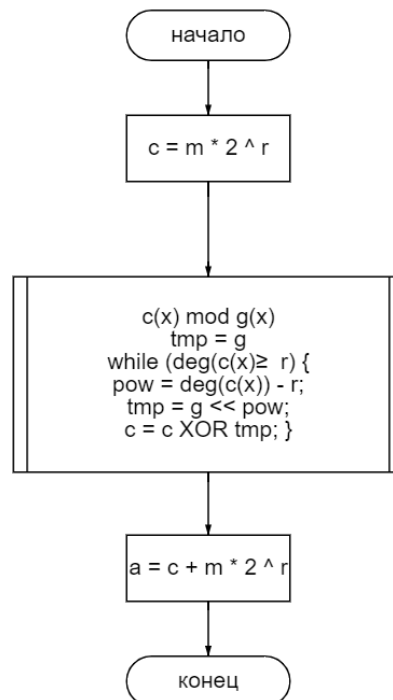 начало
c = m * 2 ^ r
c(x) mod g(x)
tmp = g
while (deg(c(x)≥ r) {
pow = deg(c(x)) - r;
tmp = g << pow;
c = c XOR tmp; }
a = c + m * 2 ^ r
конец